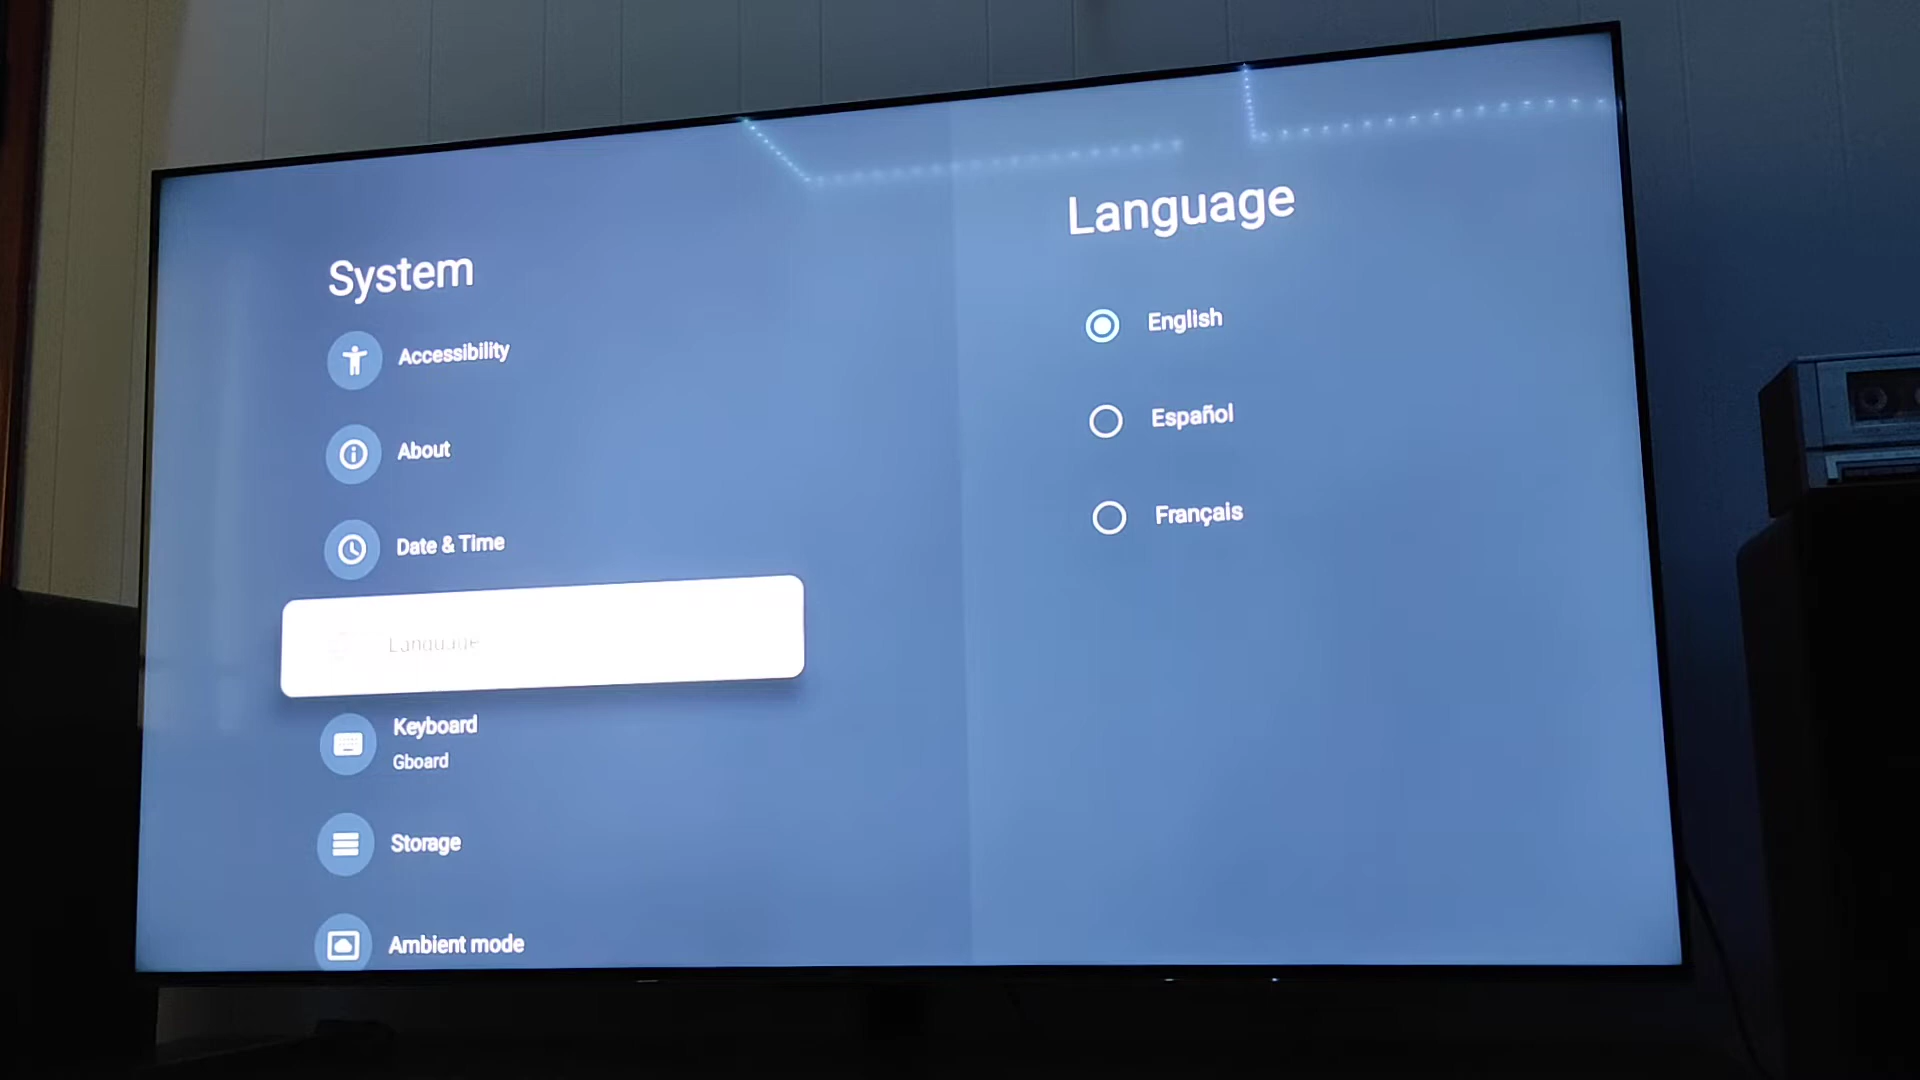 System
Accessibility
About
Date & Time
Language
Keyboard
Gboard
Storage
Ambient mode
Language
English
Español
Français